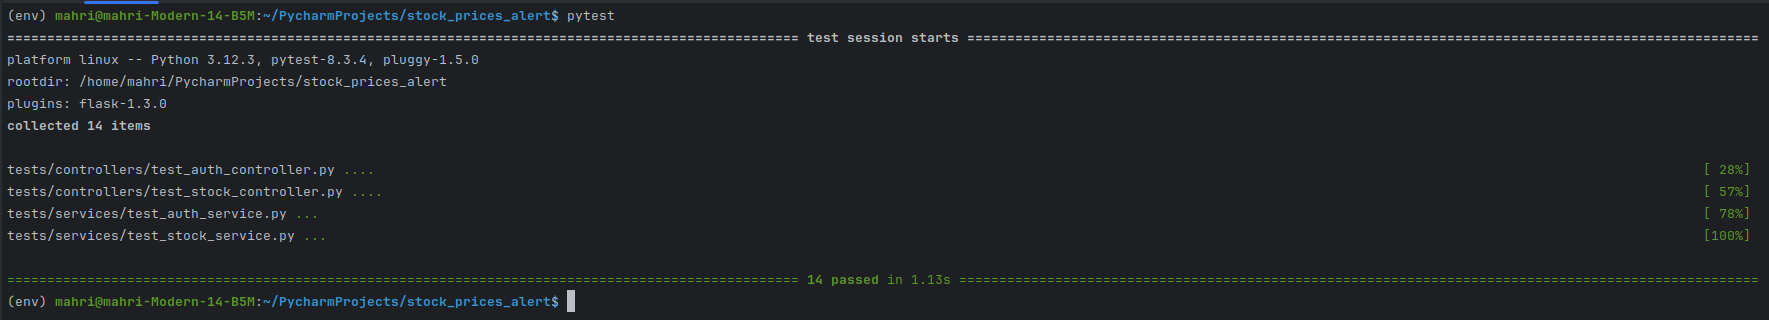 (env) mahri@mahri-Modern-14-B5M:~/PycharmProjects/stock_prices_alert$ pytest
=================================================================================================== test session starts ===================================================================================================
platform linux -- Python 3.12.3, pytest-8.3.4, pluggy-1.5.0
rootdir: /home/mahri/PycharmProjects/stock_prices_alert
plugins: flask-1.3.0
collected 14 items
tests/controllers/test_auth_controller.py .... [ 28%]
tests/controllers/test_stock_controller.py .... [ 57%]
tests/services/test_auth_service.py ... [ 78%]
tests/services/test_stock_service.py ... [100%]
=================================================================================================== 14 passed in 1.13s ====================================================================================================
(env) mahri@mahri-Modern-14-B5M:~/PycharmProjects/stock_prices_alert$